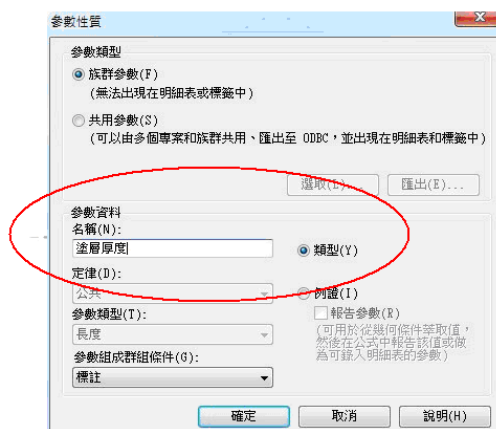 參數性質
參數類型
族群參數(F)
(無法出現在明細表或標籤中)
共用參數(S)
(可以由多個專案和族群共用、匯出至 ODBC，並出現在明細表和標籤中)
選取(L)... 匯出(E)...
參數資料
名稱(N):
塗層厚度 類型(Y)
定律(D):
公共 例證(I)
參數類型(T): 報告參數(R)
長度 (可用於從幾何條件萃取值，
然後在公式中報告該值或做
為可錄入明細表的參數)
參數組成群組條件(G):
標註
確定 取消 說明(H)